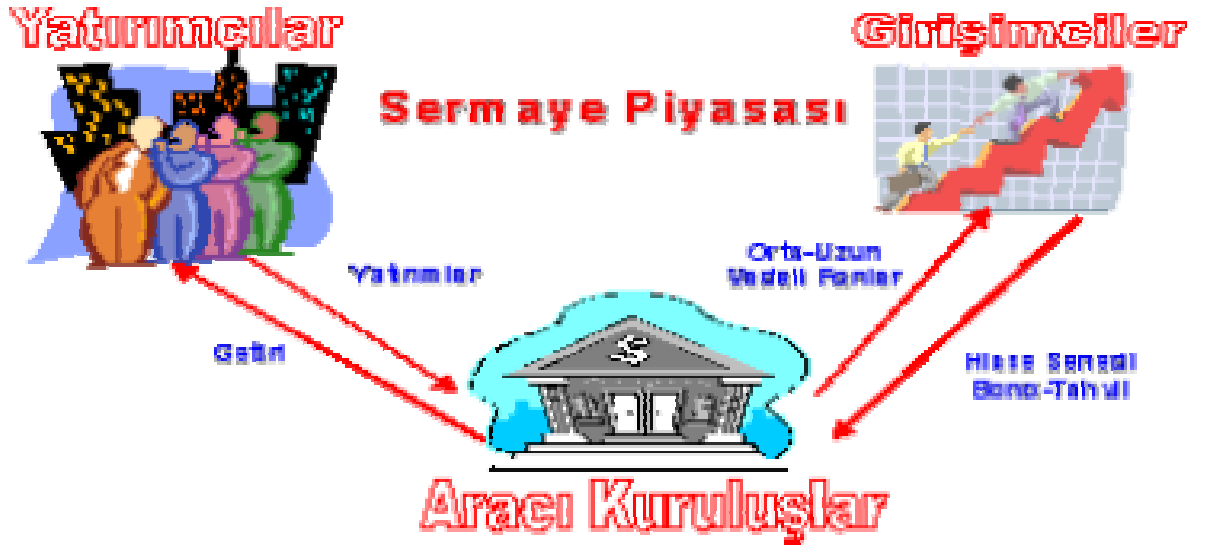 Yatırımcılar
Girişimciler
Sermaye Piyasası
Yatırımlar
Orta-Uzun
Vadeli Fonlar
Getiri
Hisse Senedi
Bono-Tahvil
Aracı Kuruluşlar